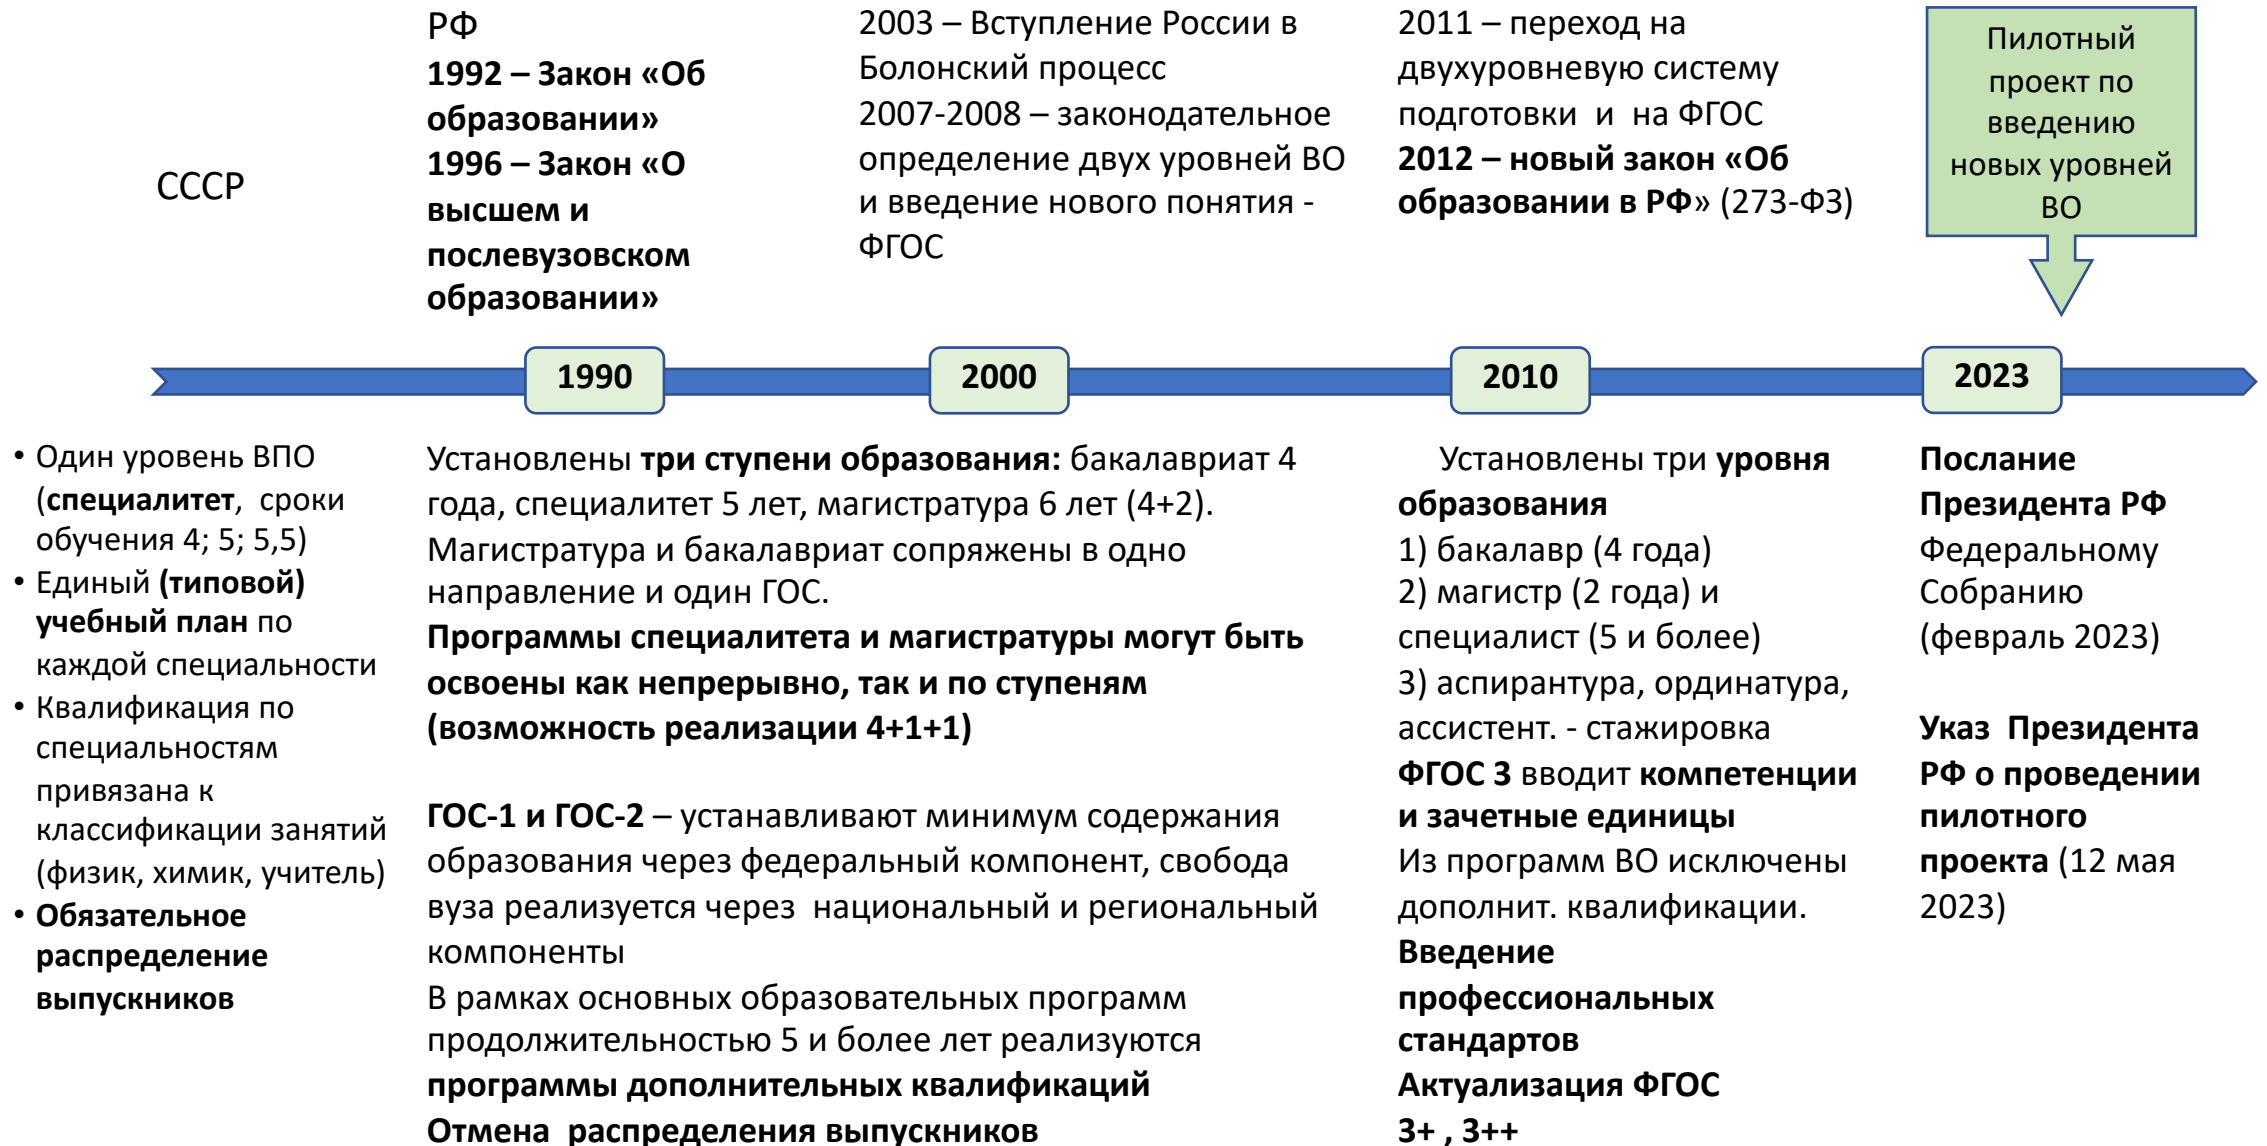 СССР
РФ
1992 – Закон «Об
образовании»
1996 – Закон «О
высшем и
послевузовском
образовании»
2003 – Вступление России в
Болонский процесс
2007-2008 – законодательное
определение двух уровней ВО
и введение нового понятия -
ФГОС
2011 – переход на
двухуровневую систему
подготовки и на ФГОС
2012 – новый закон «Об
образовании в РФ» (273-ФЗ)
Пилотный
проект по
введению
новых уровней
ВО
1990
2000
2010
2023
• Один уровень ВПО
(специалитет, сроки
обучения 4; 5; 5,5)
• Единый (типовой)
учебный план по
каждой специальности
• Квалификация по
специальностям
привязана к
классификации занятий
(физик, химик, учитель)
• Обязательное
распределение
выпускников
Установлены три ступени образования: бакалавриат 4
года, специалитет 5 лет, магистратура 6 лет (4+2).
Магистратура и бакалавриат сопряжены в одно
направление и один ГОС.
Программы специалитета и магистратуры могут быть
освоены как непрерывно, так и по ступеням
(возможность реализации 4+1+1)
ГОС-1 и ГОС-2 – устанавливают минимум содержания
образования через федеральный компонент, свобода
вуза реализуется через национальный и региональный
компоненты
В рамках основных образовательных программ
продолжительностью 5 и более лет реализуются
программы дополнительных квалификаций
Отмена распределения выпускников
Установлены три уровня
образования
1) бакалавр (4 года)
2) магистр (2 года) и
специалист (5 и более)
3) аспирантура, ординатура,
ассистент. - стажировка
ФГОС 3 вводит компетенции
и зачетные единицы
Из программ ВО исключены
дополнит. квалификации.
Введение
профессиональных
стандартов
Актуализация ФГОС
3+ , 3++
Послание
Президента РФ
Федеральному
Собранию
(февраль 2023)
Указ Президента
РФ о проведении
пилотного
проекта (12 мая
2023)